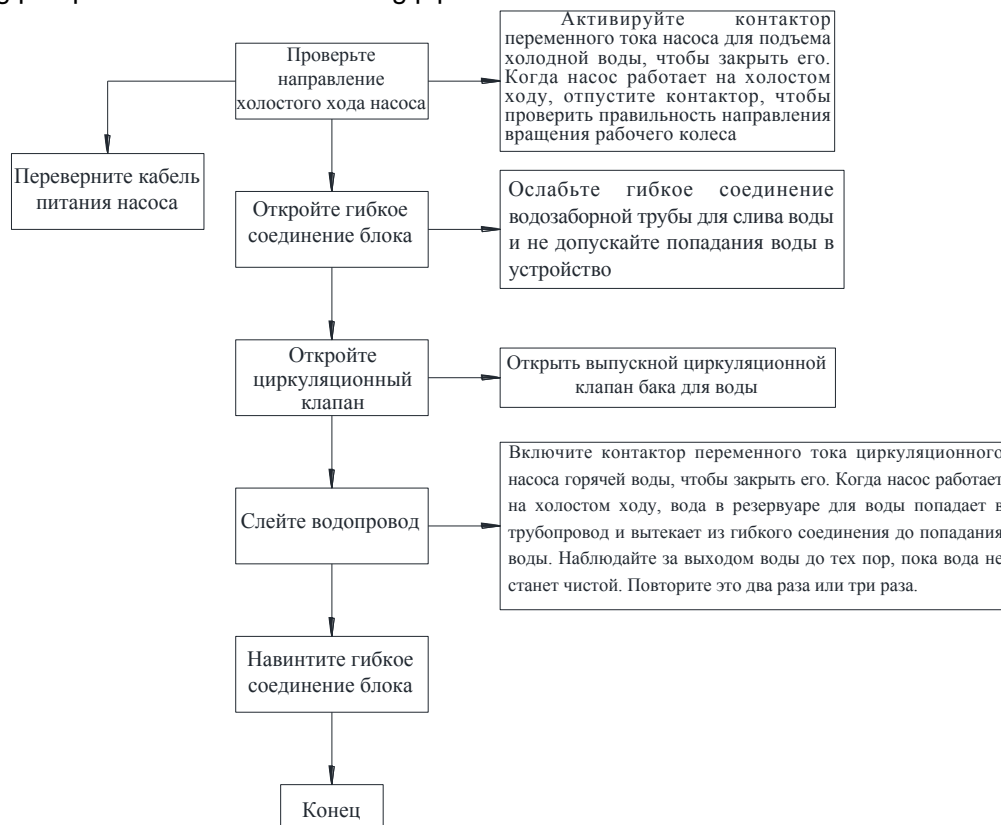 Проверьте
направление
холостого хода насоса
Активируйте контактор
переменного тока насоса для подъема
холодной воды, чтобы закрыть его.
Когда насос работает на холостом
ходу, отпустите контактор, чтобы
проверить правильность направления
вращения рабочего колеса
Переверните кабель
питания насоса
Откройте гибкое
соединение блока
Ослабьте гибкое соединение
водозаборной трубы для слива воды
и не допускайте попадания воды в
устройство
Откройте
циркуляционный
клапан
Открыть выпускной циркуляционной
клапан бака для воды
Слейте водопровод
Включите контактор переменного тока циркуляционного
насоса горячей воды, чтобы закрыть его. Когда насос работает
на холостом ходу, вода в резервуаре для воды попадает в
трубопровод и вытекает из гибкого соединения до попадания
воды. Наблюдайте за выходом воды до тех пор, пока вода не
станет чистой. Повторите это два раза или три раза.
Навинтите гибкое
соединение блока
Конец